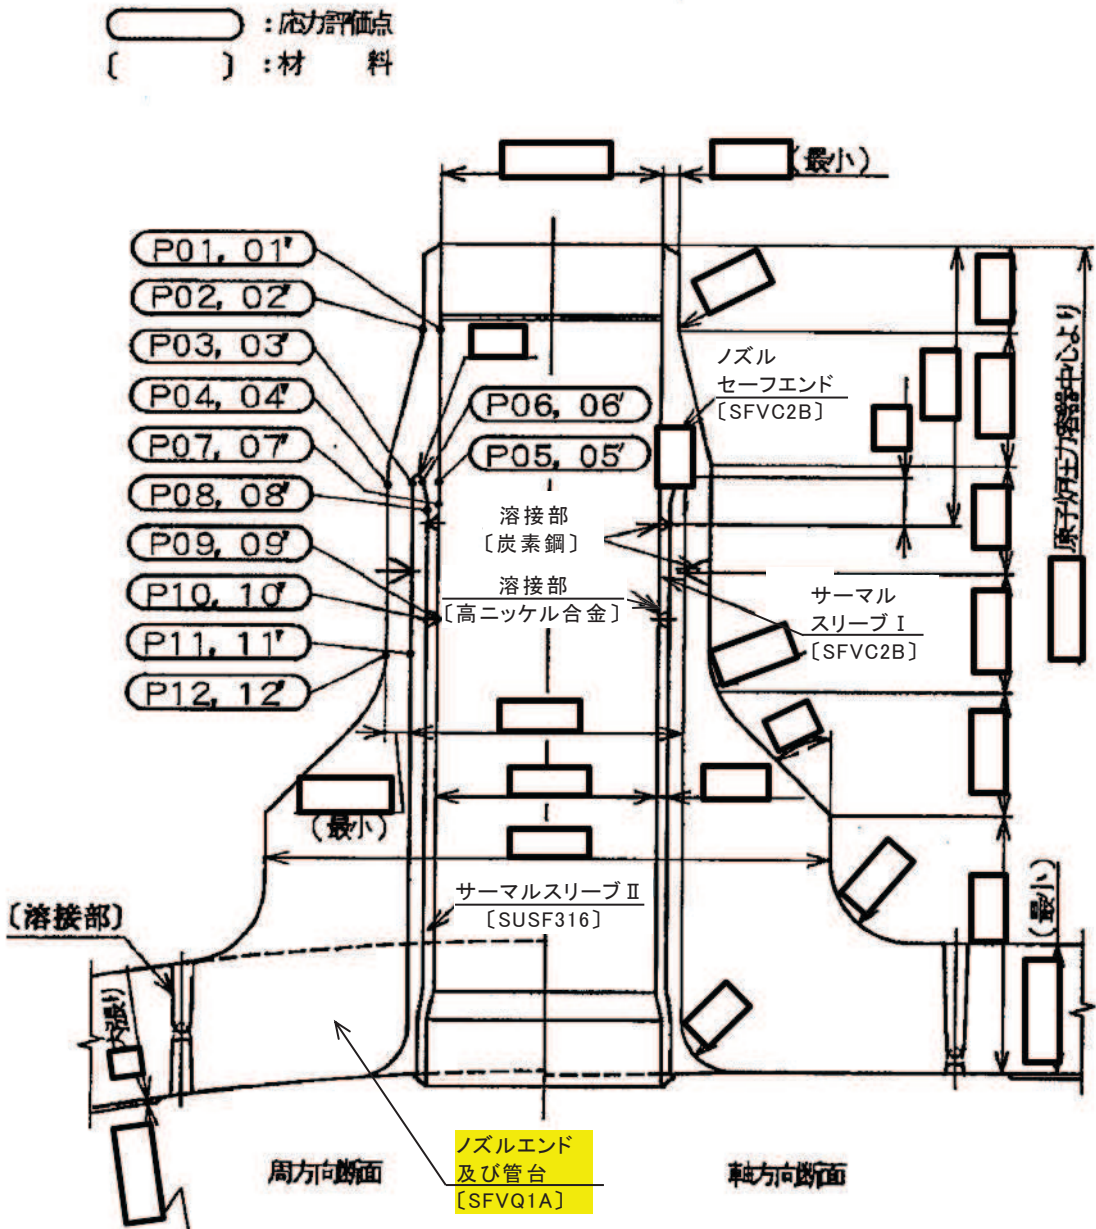 ：応力評価点
〔　　　〕：材　料
（最小）
P01, 01'
P02, 02'
P03, 03'
P04, 04'
P07, 07'
P08, 08'
P09, 09'
P10, 10'
P11, 11'
P12, 12'
P06, 06'
P05, 05'
ノズル
セーフエンド
〔SFVC2B〕
溶接部
〔炭素鋼〕
溶接部
〔高ニッケル合金〕
サーマル
スリーブⅠ
〔SFVC2B〕
原子炉圧力容器中心より
（最小）
サーマルスリーブⅡ
〔SUSF316〕
（最小）
〔溶接部〕
内張り
ノズルエンド
及び管台
〔SFVQ1A〕
周方向断面
軸方向断面